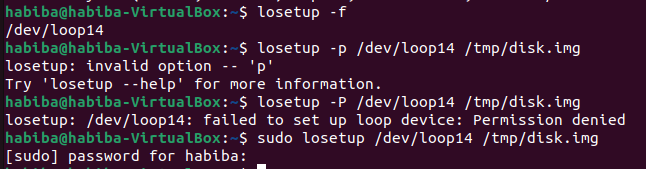 habiba@habiba-VirtualBox:~$ losetup -f
/dev/loop14
habiba@habiba-VirtualBox:~$ losetup -p /dev/loop14 /tmp/disk.img
losetup: invalid option -- 'p'
Try 'losetup --help' for more information.
habiba@habiba-VirtualBox:~$ losetup -P /dev/loop14 /tmp/disk.img
losetup: /dev/loop14: failed to set up loop device: Permission denied
habiba@habiba-VirtualBox:~$ sudo losetup /dev/loop14 /tmp/disk.img
[sudo] password for habiba: